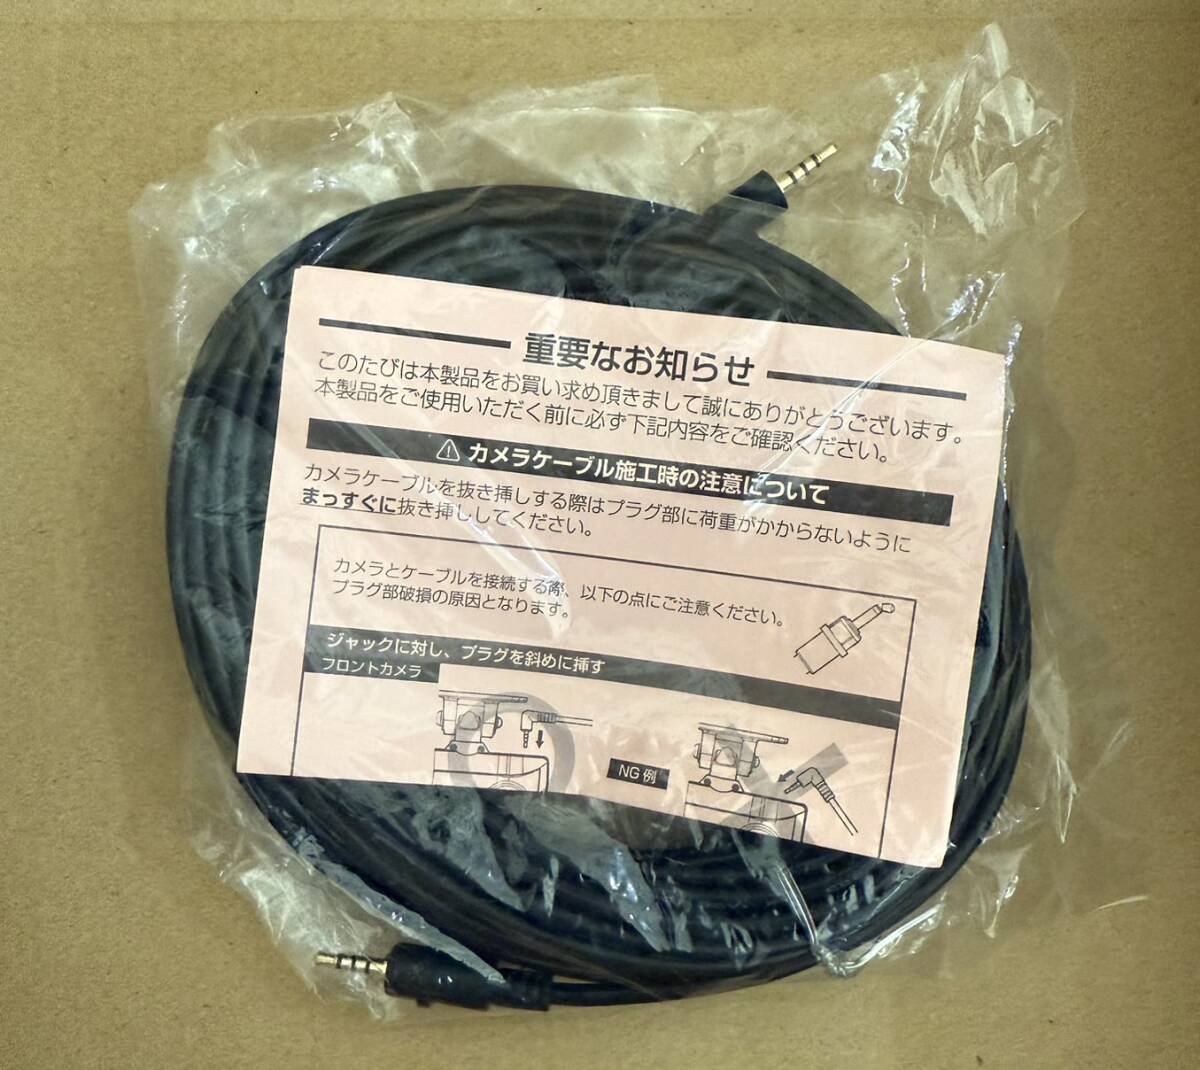 重要なお知らせ
このたびは本製品をお買い求め頂きまして誠にありがとうございます。
本製品をご使用いただく前に必ず下記内容をご確認ください。
カメラケーブル施工時の注意について
カメラケーブルを抜き挿しする際はプラグ部に荷重がかからないように
まっすぐに抜き挿ししてください。
カメラとケーブルを接続する際、以下の点にご注意ください。
プラグ部破損の原因となります。
ジャックに対し、プラグを斜めに挿す
フロントカメラ
NG例